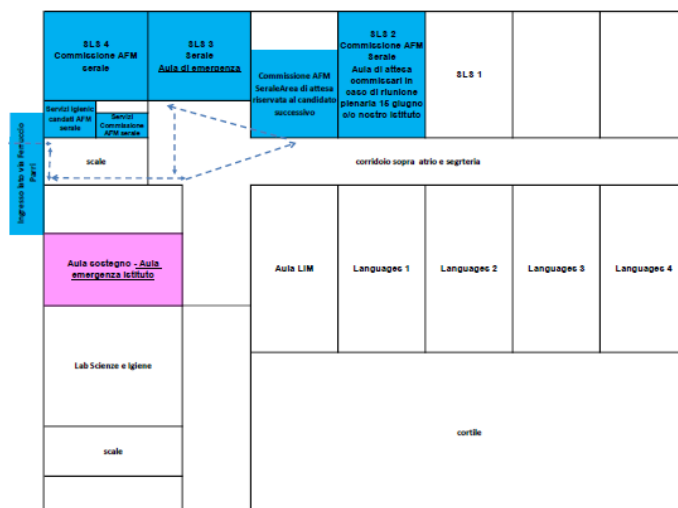 SLS 4
Commissione AFM
serale
SLS 3
Serale
Aula di emergenza
Commissione AFM
SeraleArea di attesa
riservata al candidato
successivo
SLS 2
Commissione AFM
Serale
Aula di attesa
commissari in
caso di riunione
plenaria 15 giugno
c/o nostro istituto
SLS 1
Servizi igienic
candati AFM
serale
Servizi
Commissione
AFM serale
Ingresso lato via Ferruccio
Parri
scale
corridoio sopra atrio e segrteria
Aula sostegno - Aula
emergenza Istituto
Aula LIM
Languages 1
Languages 2
Languages 3
Languages 4
Lab Scienze e Igiene
scale
cortile